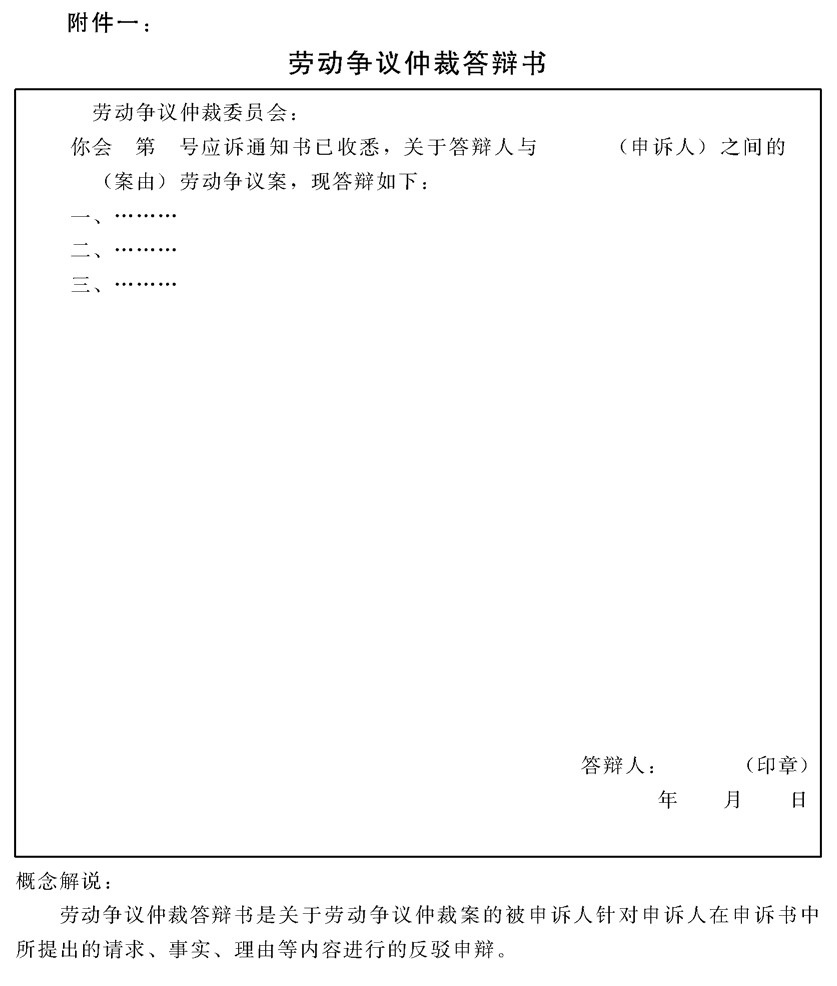 附件一：
劳动争议仲裁答辩书
劳动争议仲裁委员会：
你会　第　号应诉通知书已收悉，关于答辩人与　　　（申诉人）之间的
（案由）劳动争议案，现答辩如下：
一、………
二、………
三、………
答辩人：　　　　（印章）
年　　月　　日
概念解说：
劳动争议仲裁答辩书是关于劳动争议仲裁案的被申诉人针对申诉人在申诉书中
所提出的请求、事实、理由等内容进行的反驳申辩。